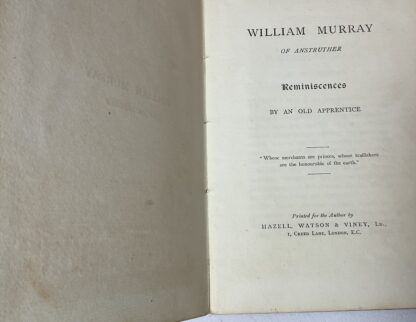 WILLIAM MURRAY
OF ANSTRUTHER
Reminiscences
BY AN OLD APPRENTICE
"Whose merchants are princes, whose traffickers
are the honourable of the earth."
Printed for the Author by
HAZELL, WATSON & VINEY, LD.,
1, CREED LANE, LONDON, E.C.